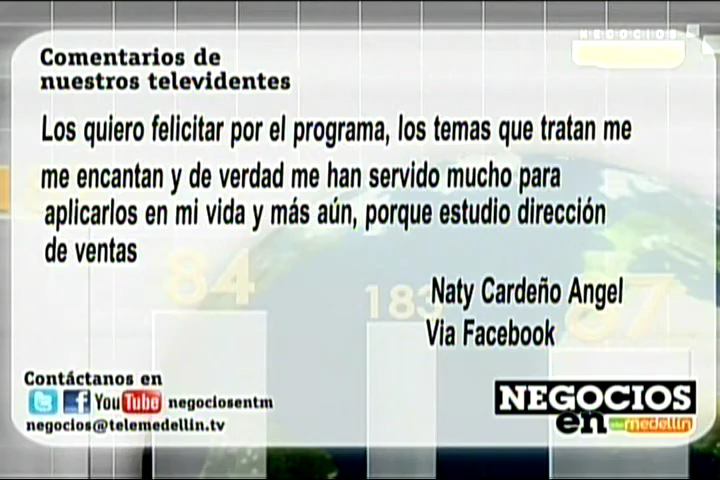 NEGOCIOS
Comentarios de
nuestros televidentes
Los quiero felicitar por el programa, los temas que tratan me
me encantan y de verdad me han servido mucho para
aplicarlos en mi vida y más aún, porque estudio dirección
de ventas
84
183
37
Naty Cardeño Angel
Via Facebook
Contáctanos en
YouTube negociosentm
negocios@telemedellin.tv
NEGOCIOS
en medellín